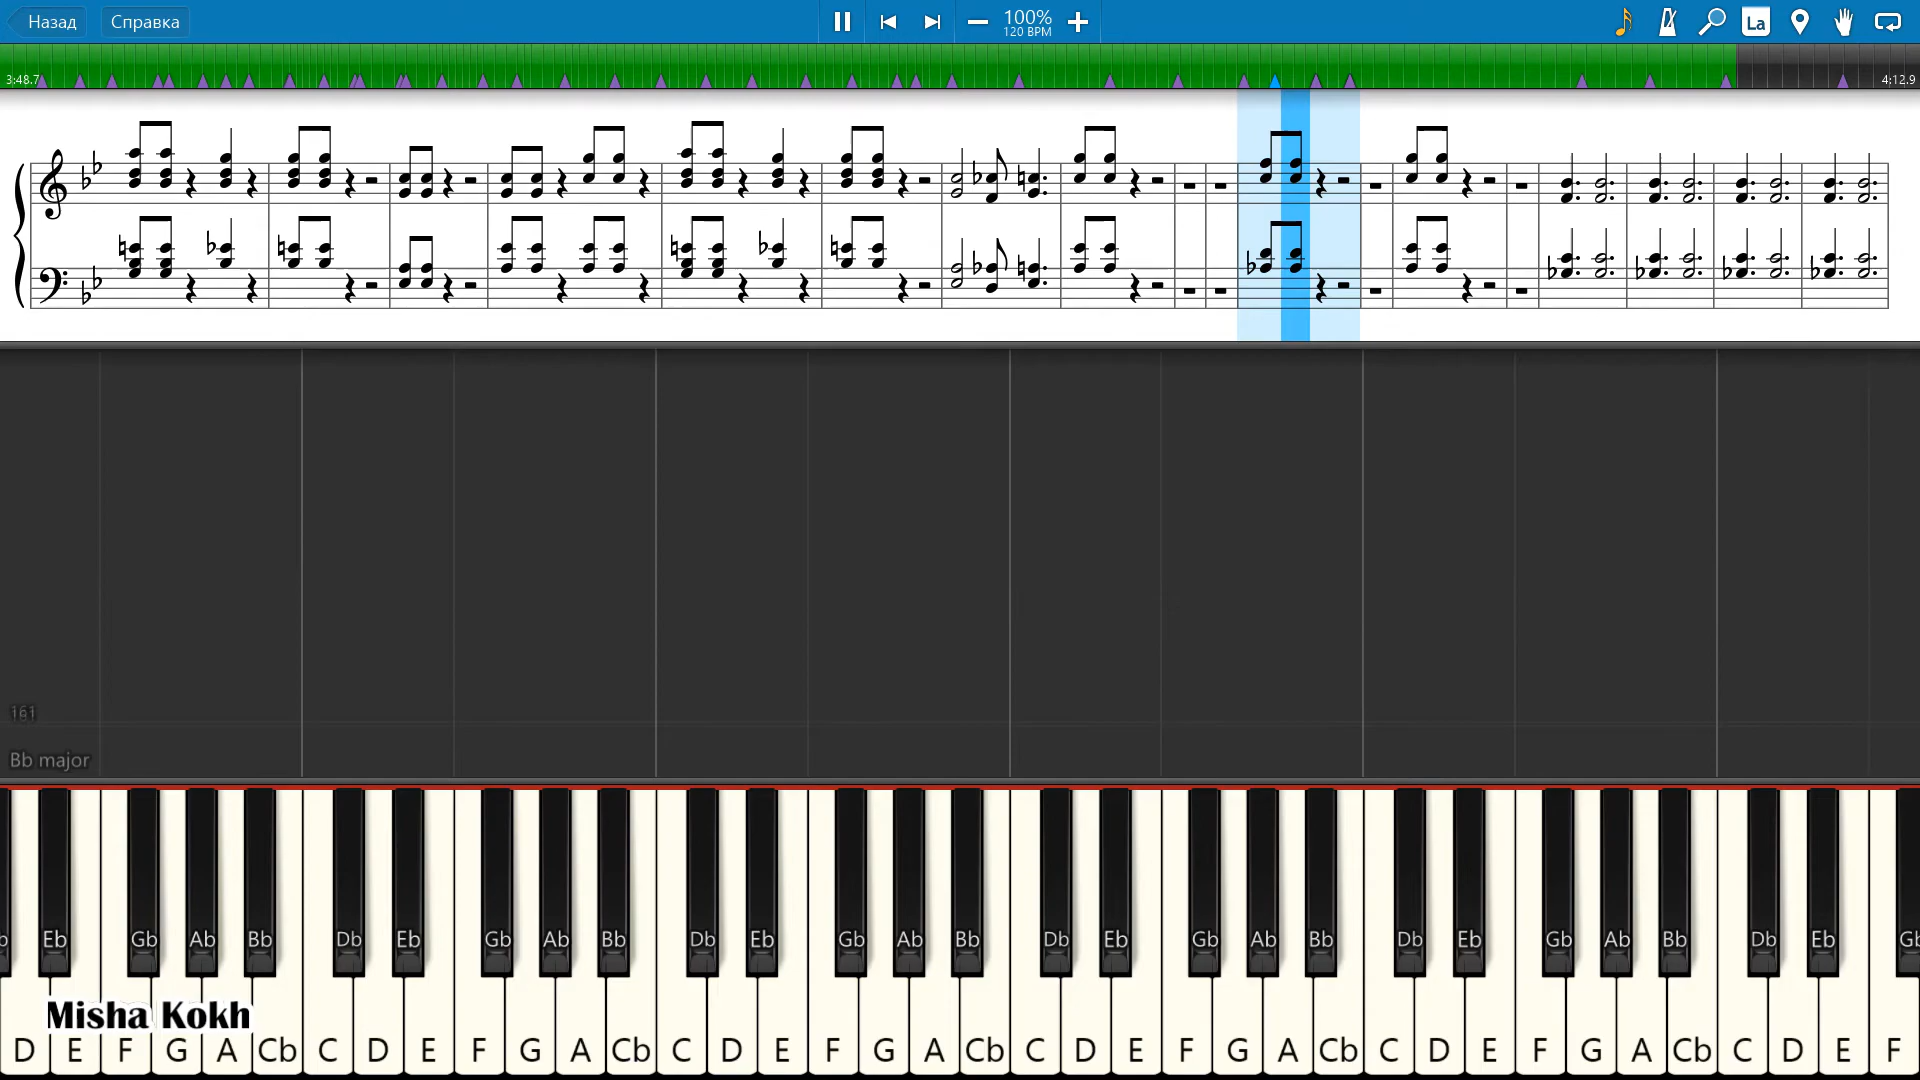 Назад Справка 100% La
120 BPM
3:48.7 4:12.9
161
Bb major
Eb Gb Ab Bb Db Eb Gb Ab Bb Db Eb Gb Ab Bb Db Eb Gb Ab Bb Db Eb Gb Ab Bb Db Eb
Misha Kokh
D E F G A Cb C D E F G A Cb C D E F G A Cb C D E F G A Cb C D E F G A Cb C D E F